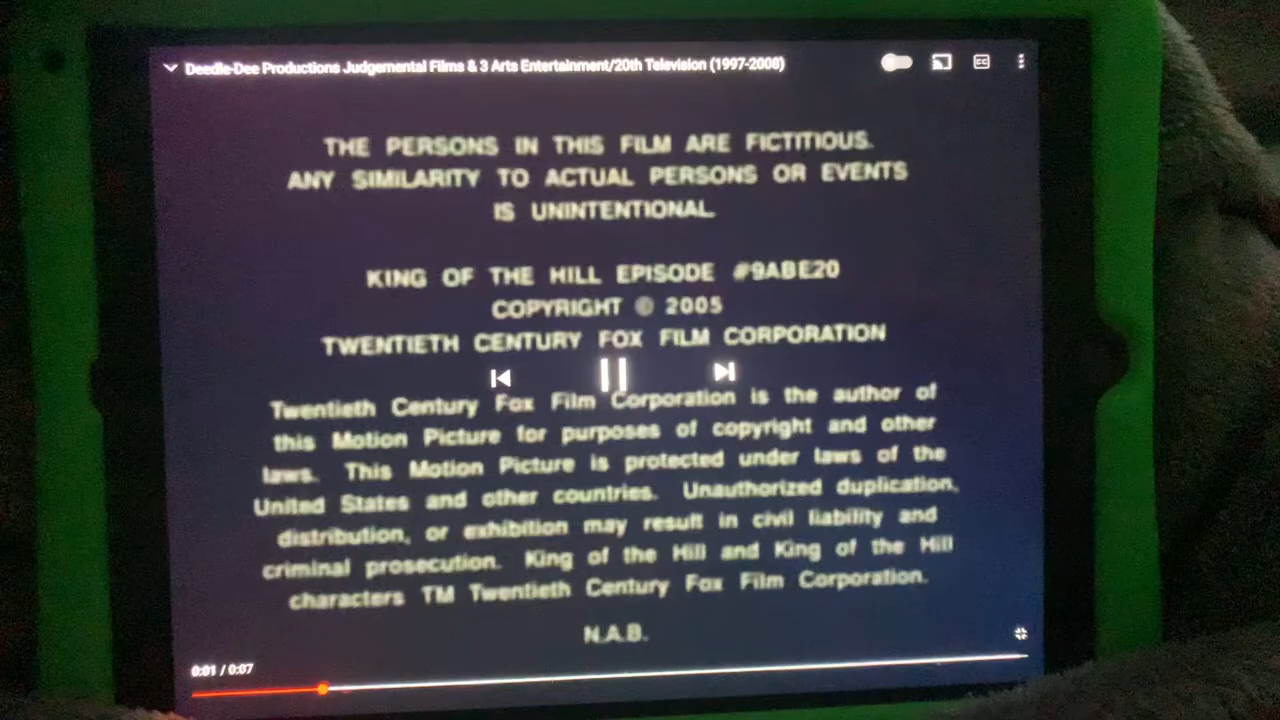 Deedle-Dee Productions Judgemental Films & 3 Arts Entertainment/20th Television (1997-2008)
CC
THE PERSONS IN THIS FILM ARE FICTITIOUS.
ANY SIMILARITY TO ACTUAL PERSONS OR EVENTS
IS UNINTENTIONAL.
KING OF THE HILL EPISODE #9ABE20
COPYRIGHT © 2005
TWENTIETH CENTURY FOX FILM CORPORATION
Twentieth Century Fox Film Corporation is the author of
this Motion Picture for purposes of copyright and other
laws. This Motion Picture is protected under laws of the
United States and other countries. Unauthorized duplication,
distribution, or exhibition may result in civil liability and
criminal prosecution. King of the Hill and King of the Hill
characters TM Twentieth Century Fox Film Corporation.
N.A.B.
0:01 / 0:07